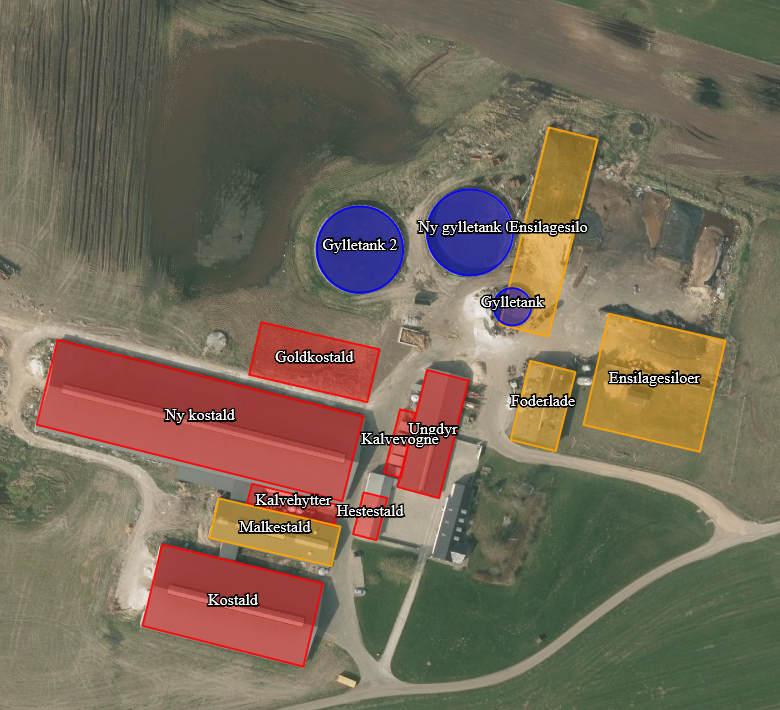 Ny gylletank
Ensilagesilo
Gylletank 2
Gylletank
Goldkostald
Ensilagesiloer
Foderlade
Ny kostald
Ungdyr
Kalvevogne
Kalvehytter
Hestestald
Malkestald
Kostald